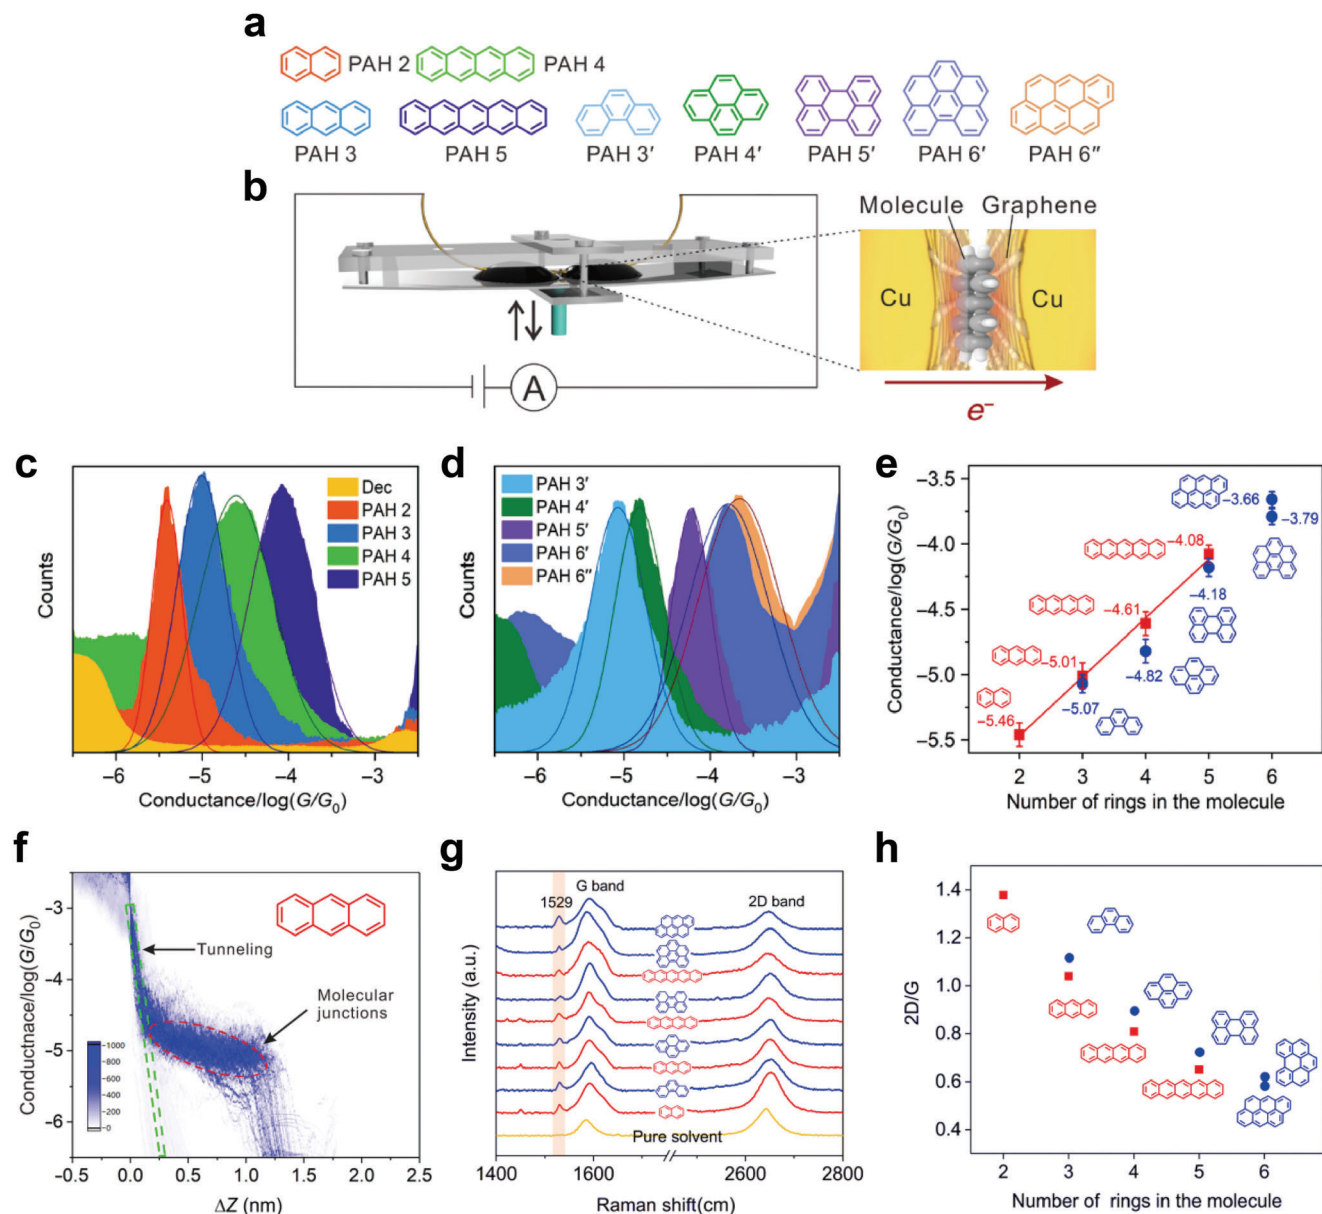 a
PAH 2
PAH 4
PAH 3
PAH 5
PAH 3′
PAH 4′
PAH 5′
PAH 6′
PAH 6″
b
Molecule
Graphene
Cu
Cu
A
e⁻
c
Dec
PAH 2
PAH 3
PAH 4
PAH 5
Counts
−6
−5
−4
−3
Conductance/log(G/G₀)
d
PAH 3′
PAH 4′
PAH 5′
PAH 6′
PAH 6″
Counts
−6
−5
−4
−3
Conductance/log(G/G₀)
e
Conductance/log(G/G₀)
−3.5
−4.0
−4.5
−5.0
−5.5
−3.66
−3.79
−4.08
−4.18
−4.61
−4.82
−5.01
−5.07
−5.46
2
3
4
5
6
Number of rings in the molecule
f
Conductnace/log(G/G₀)
−3
−4
−5
−6
Tunneling
Molecular
junctions
1000
800
600
400
200
0
−0.5
0.0
0.5
1.0
1.5
2.0
2.5
ΔZ (nm)
g
Intensity (a.u.)
1529
G band
2D band
Pure solvent
1400
1600
2600
2800
Raman shift(cm)
h
2D/G
1.4
1.2
1.0
0.8
0.6
0.4
2
3
4
5
6
Number of rings in the molecule